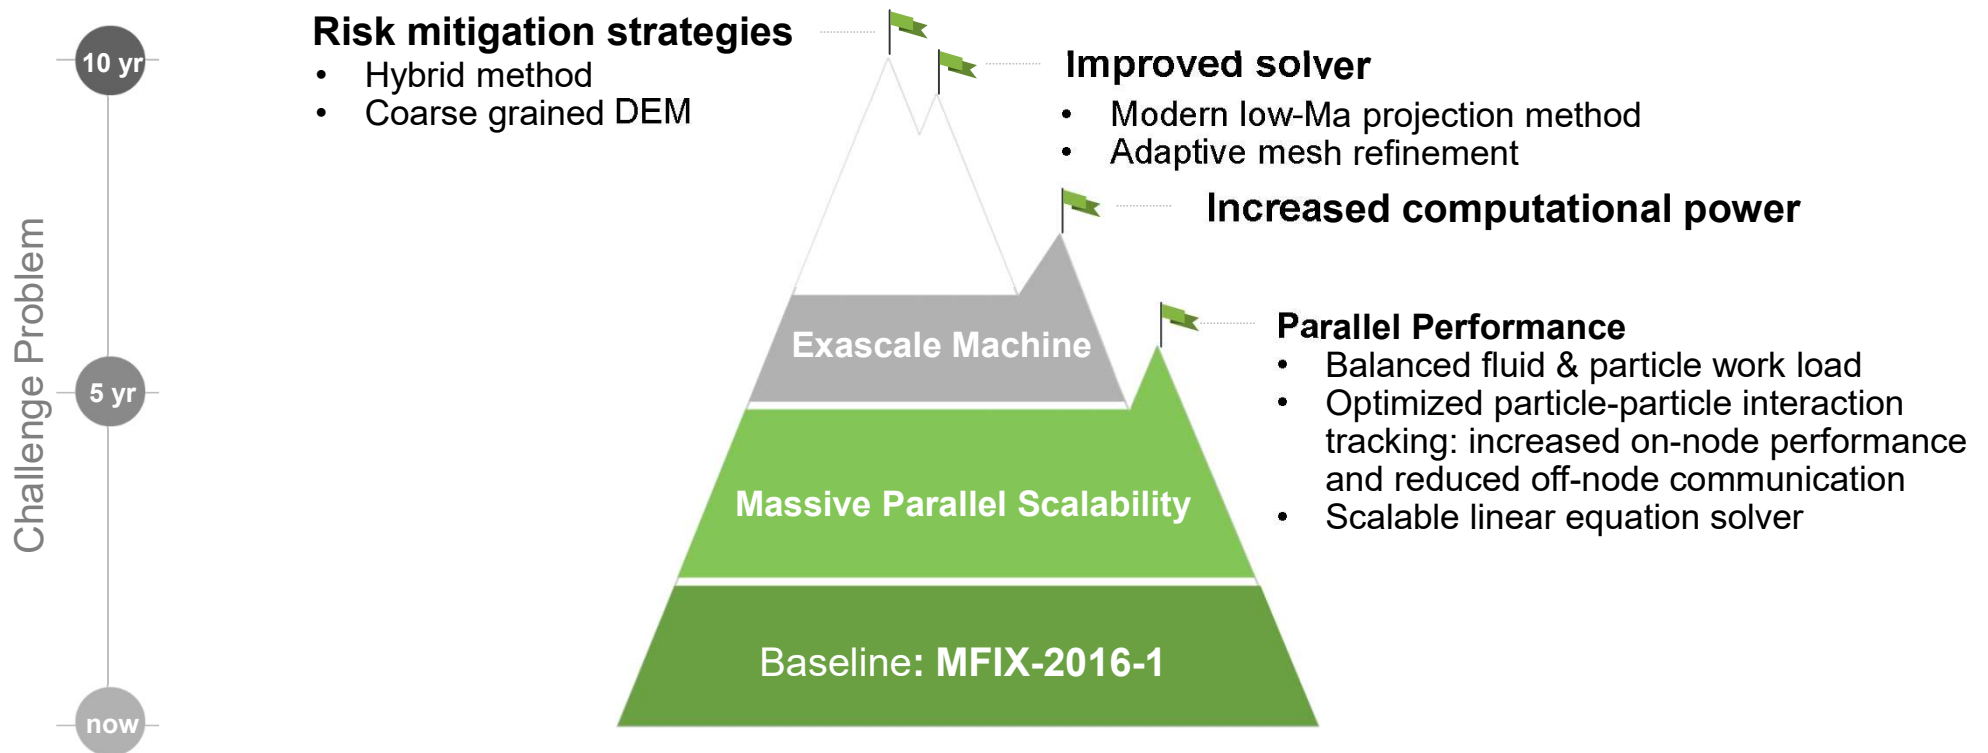 10 yr
Risk mitigation strategies
• Hybrid method
• Coarse grained DEM
Improved solver
• Modern low-Ma projection method
• Adaptive mesh refinement
Increased computational power
Challenge Problem
5 yr
Exascale Machine
Parallel Performance
• Balanced fluid & particle work load
• Optimized particle-particle interaction
tracking: increased on-node performance
and reduced off-node communication
• Scalable linear equation solver
Massive Parallel Scalability
Baseline: MFIX-2016-1
now